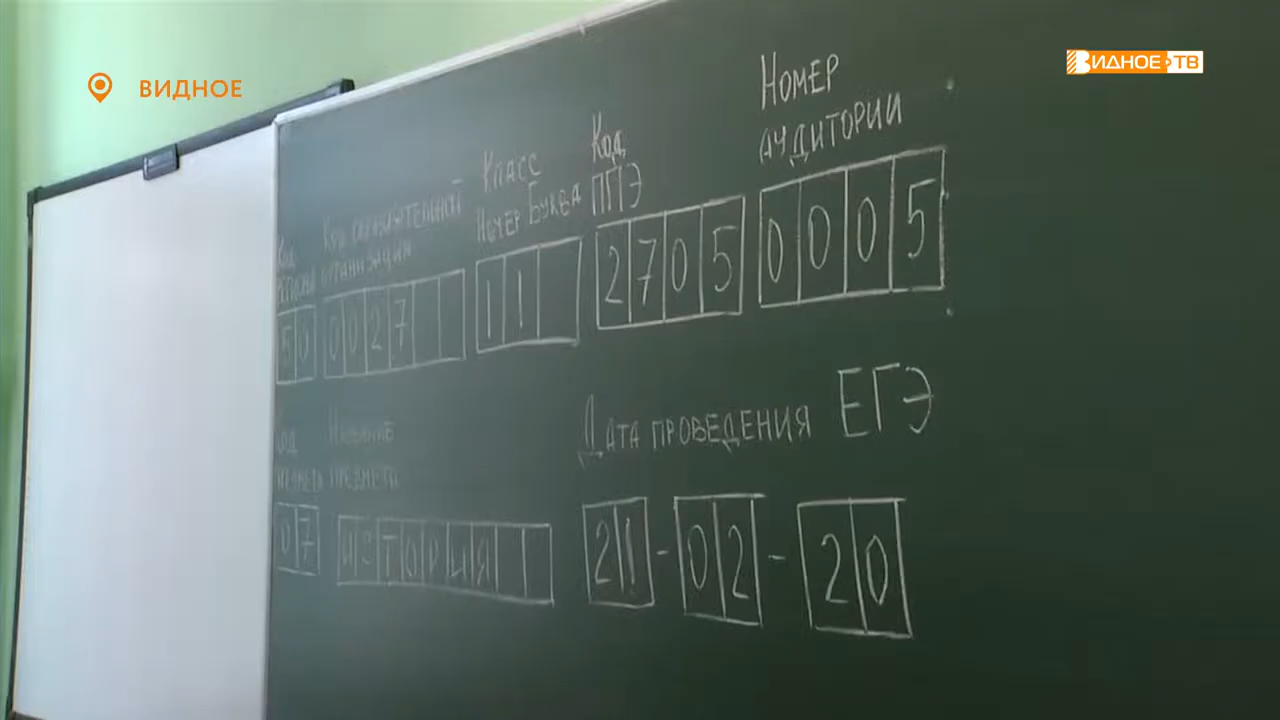 ВИДНОЕ
ВИДНОЕ ТВ
Код региона
Код образовательной организации
Класс
Номер Буква
Код ППЭ
Номер аудитории
50
0027
11
2705
0005
Код предмета
Название предмета
Дата проведения ЕГЭ
07
ИСТОРИЯ
21-02-20